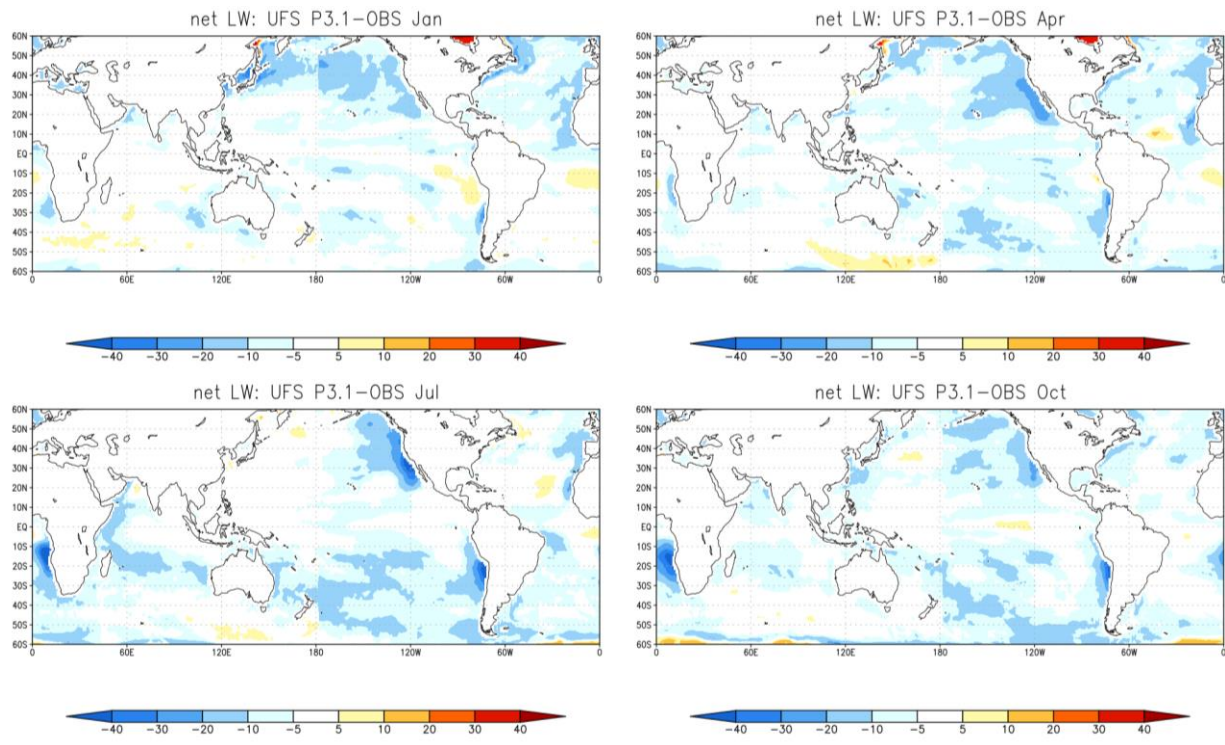 net LW: UFS P3.1−OBS Jan
60N
50N
40N
30N
20N
10N
EQ
10S
20S
30S
40S
50S
60S
0 60E 120E 180 120W 60W 0
−40 −30 −20 −10 −5 5 10 20 30 40
net LW: UFS P3.1−OBS Apr
60N
50N
40N
30N
20N
10N
EQ
10S
20S
30S
40S
50S
60S
0 60E 120E 180 120W 60W 0
−40 −30 −20 −10 −5 5 10 20 30 40
net LW: UFS P3.1−OBS Jul
60N
50N
40N
30N
20N
10N
EQ
10S
20S
30S
40S
50S
60S
0 60E 120E 180 120W 60W 0
−40 −30 −20 −10 −5 5 10 20 30 40
net LW: UFS P3.1−OBS Oct
60N
50N
40N
30N
20N
10N
EQ
10S
20S
30S
40S
50S
60S
0 60E 120E 180 120W 60W 0
−40 −30 −20 −10 −5 5 10 20 30 40